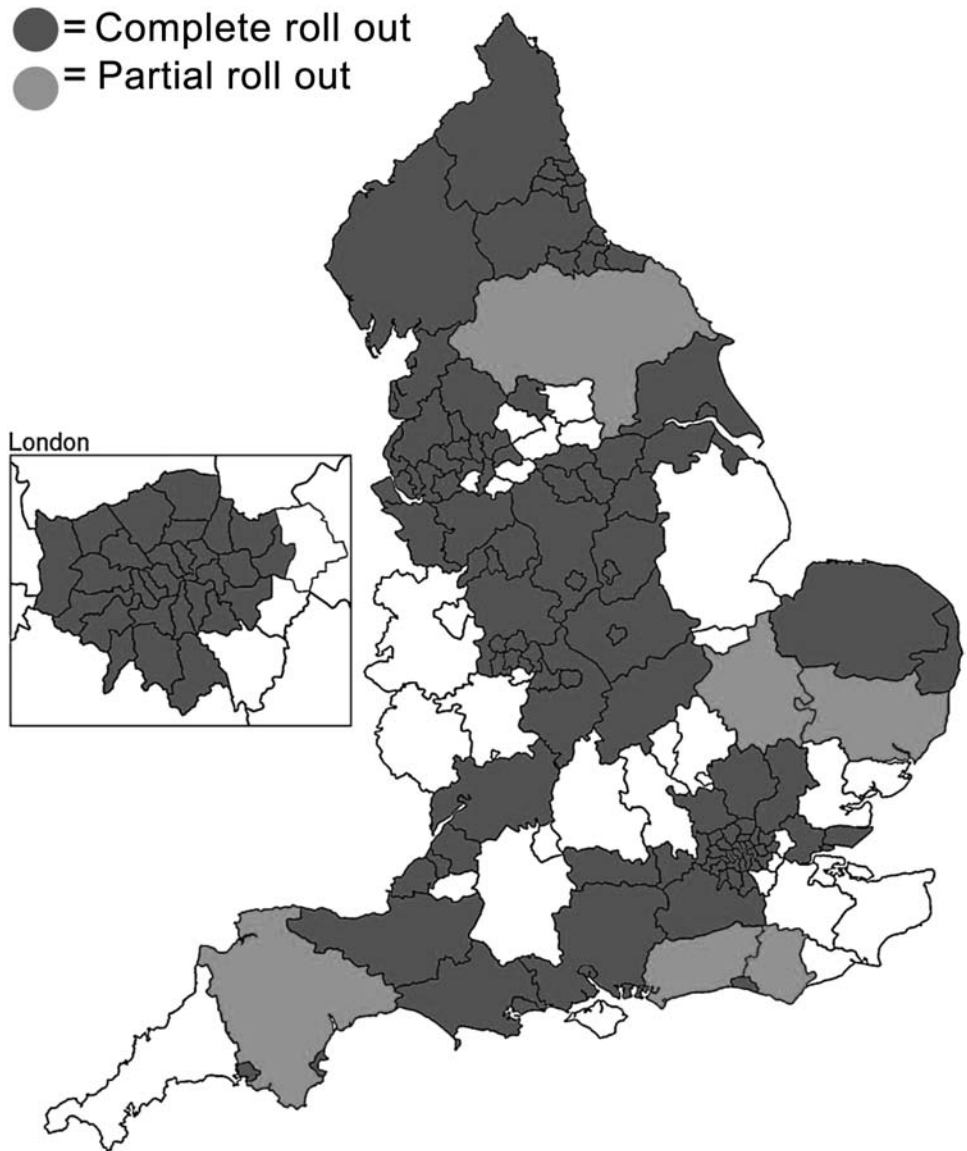 = Complete roll out
= Partial roll out
London